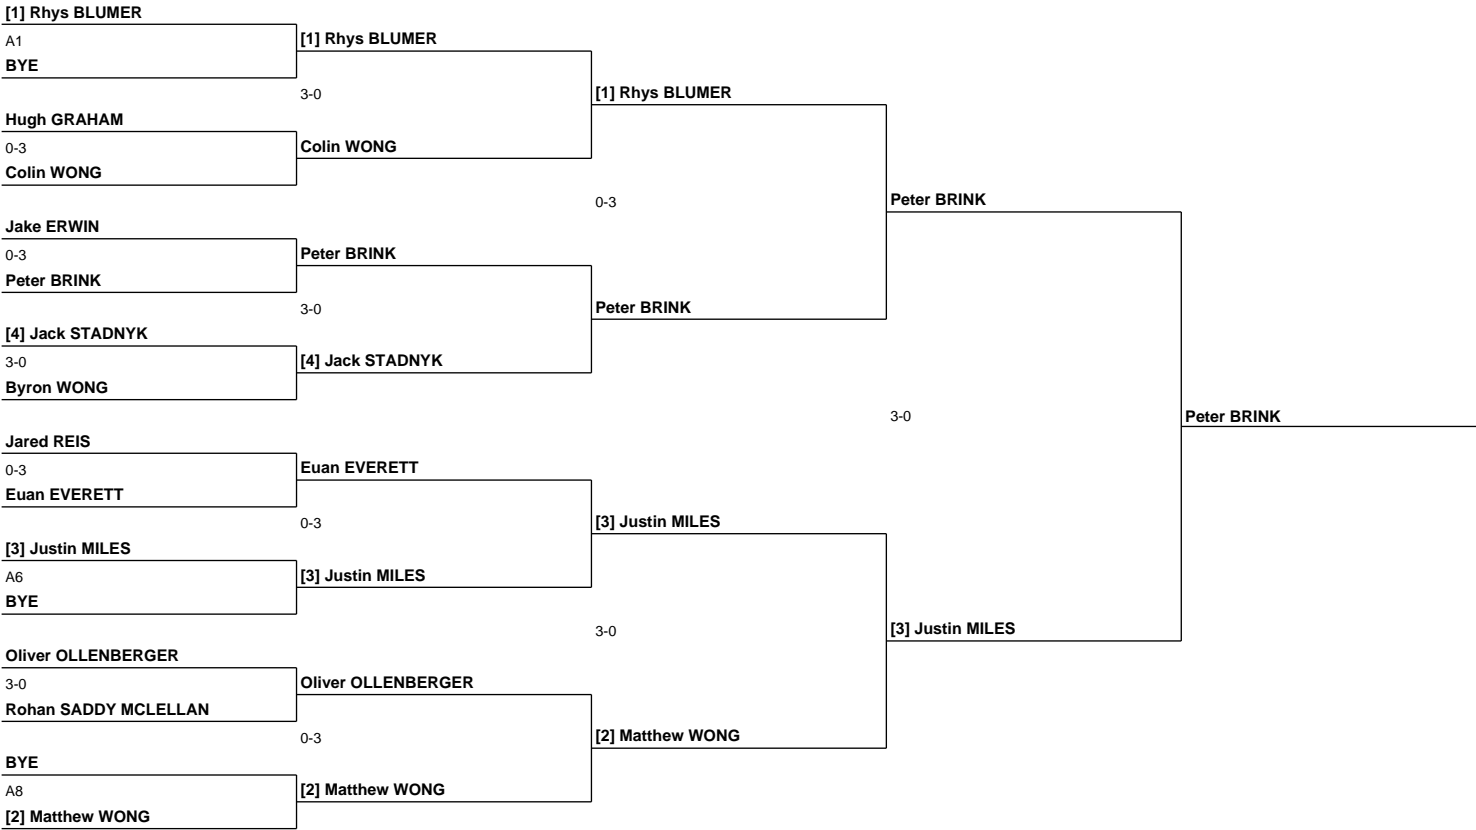 [1] Rhys BLUMER
A1
BYE
Hugh GRAHAM
0-3
Colin WONG
Jake ERWIN
0-3
Peter BRINK
[4] Jack STADNYK
3-0
Byron WONG
Jared REIS
0-3
Euan EVERETT
[3] Justin MILES
A6
BYE
Oliver OLLENBERGER
3-0
Rohan SADDY MCLELLAN
BYE
A8
[2] Matthew WONG
[1] Rhys BLUMER
3-0
Colin WONG
Peter BRINK
3-0
[4] Jack STADNYK
Euan EVERETT
0-3
[3] Justin MILES
Oliver OLLENBERGER
0-3
[2] Matthew WONG
[1] Rhys BLUMER
0-3
Peter BRINK
[3] Justin MILES
3-0
[2] Matthew WONG
Peter BRINK
3-0
[3] Justin MILES
Peter BRINK